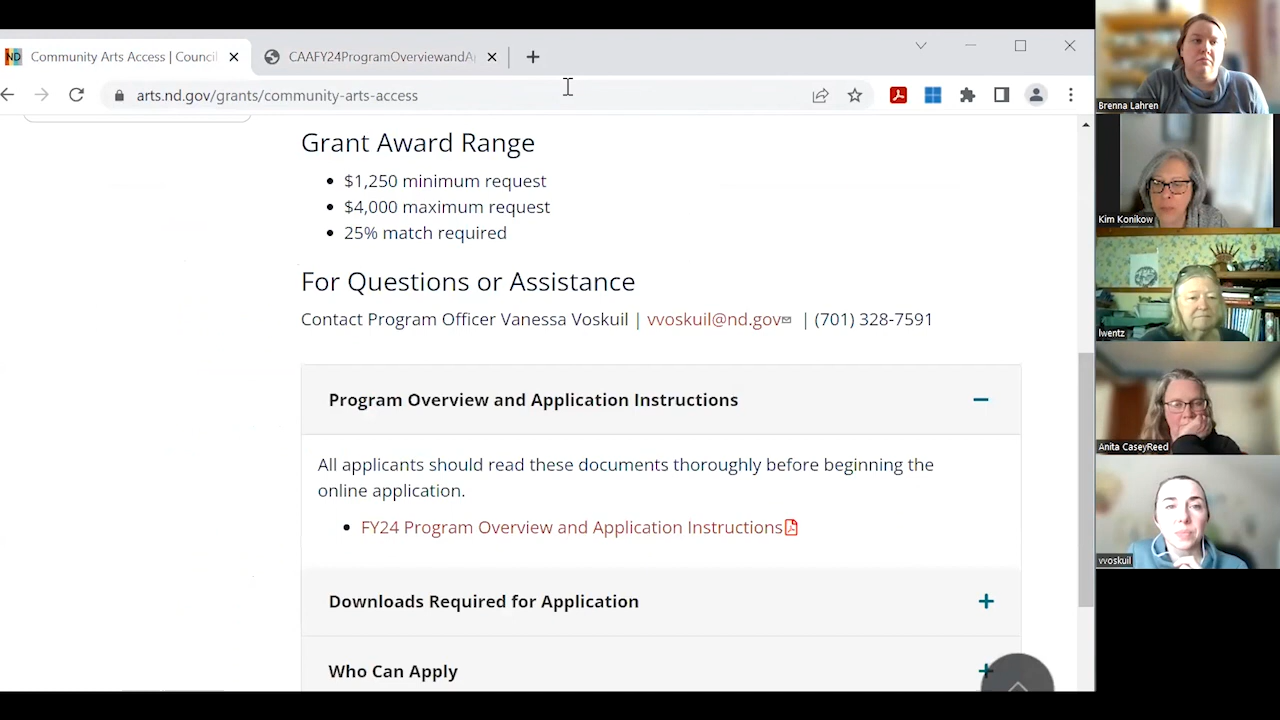 ND Community Arts Access | Council
CAAFY24ProgramOverviewandA
arts.nd.gov/grants/community-arts-access
Grant Award Range
• $1,250 minimum request
• $4,000 maximum request
• 25% match required
For Questions or Assistance
Contact Program Officer Vanessa Voskuil | vvoskuil@nd.gov | (701) 328-7591
Program Overview and Application Instructions
All applicants should read these documents thoroughly before beginning the
online application.
• FY24 Program Overview and Application Instructions
Downloads Required for Application
Who Can Apply
Brenna Lahren
Kim Konikow
lwentz
Anita CaseyReed
vvoskuil